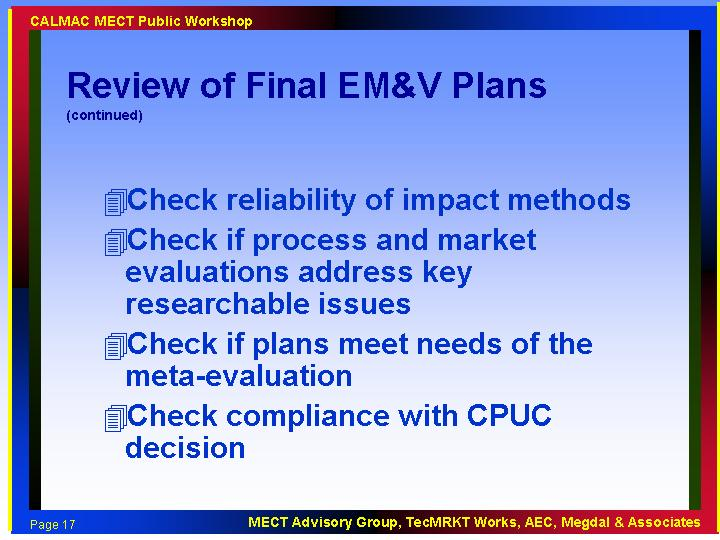 CALMAC MECT Public Workshop
Review of Final EM&V Plans
(continued)
Check reliability of impact methods
Check if process and market
evaluations address key
researchable issues
Check if plans meet needs of the
meta-evaluation
Check compliance with CPUC
decision
Page 17
MECT Advisory Group, TecMRKT Works, AEC, Megdal & Associates